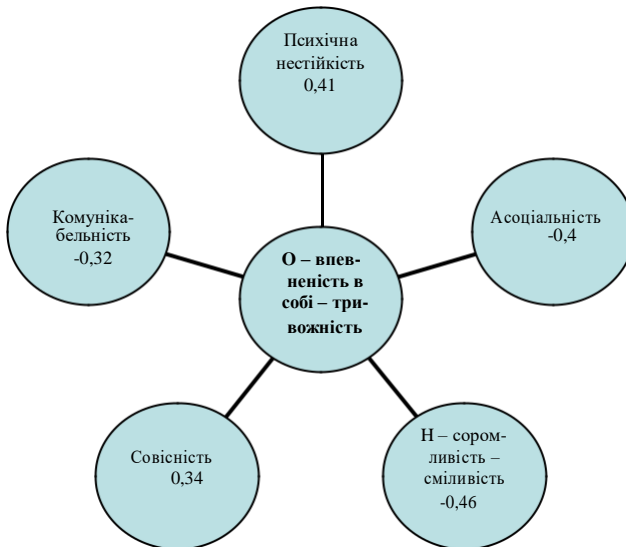 Психічна
нестійкість
0,41
Комуніка-
бельність
-0,32
Асоціальність
-0,4
О – впев-
неність в
собі – три-
вожність
Совісність
0,34
Н – сором-
ливість –
сміливість
-0,46